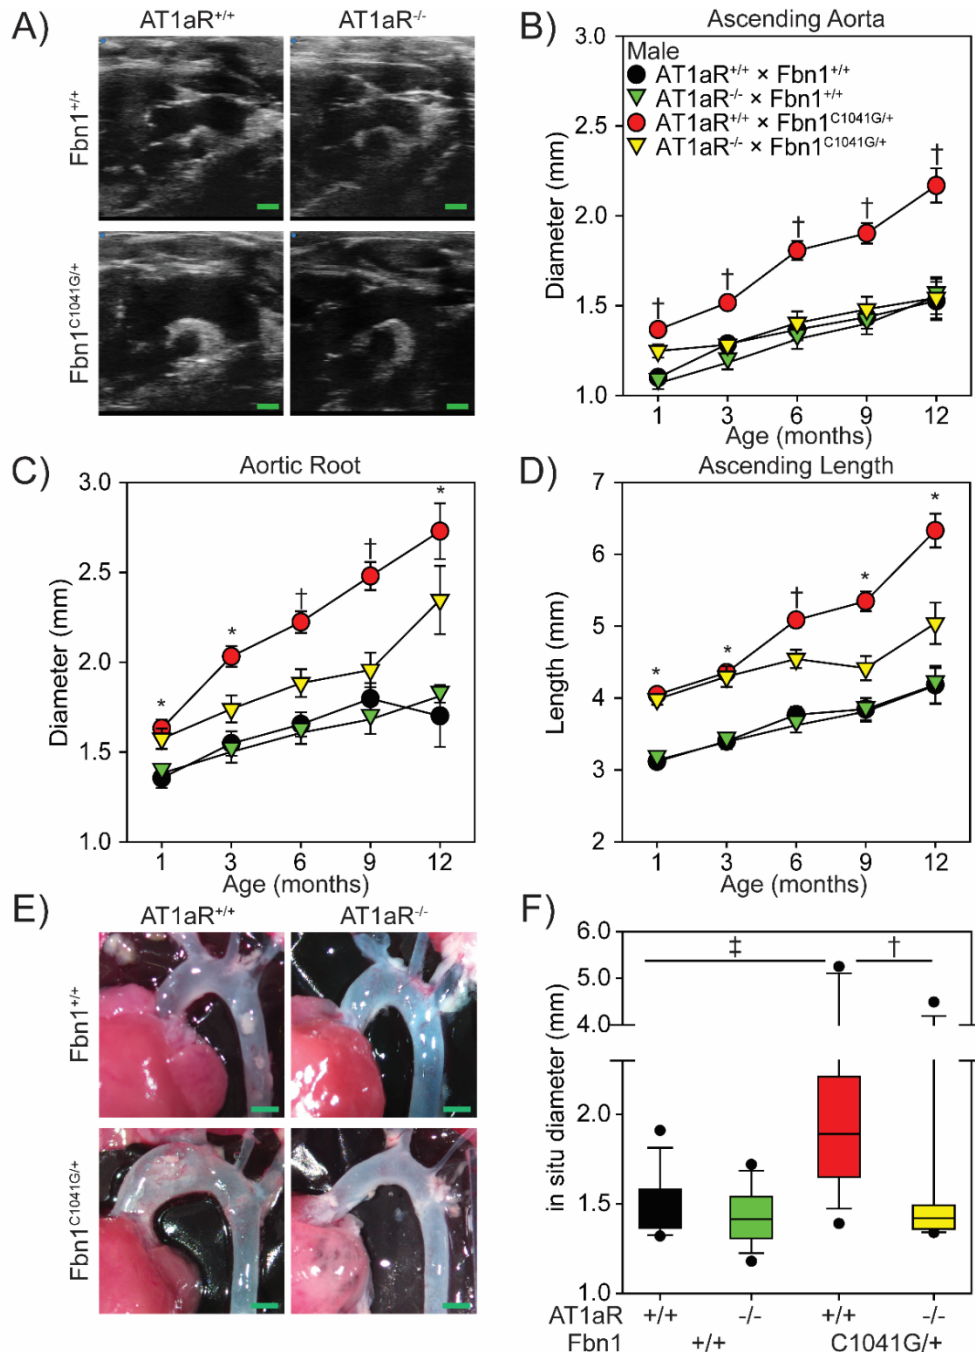 A)
AT1aR+/+
AT1aR-/-
Fbn1+/+
Fbn1C1041G/+
B)
Ascending Aorta
Male
AT1aR+/+ × Fbn1+/+
AT1aR-/- × Fbn1+/+
AT1aR+/+ × Fbn1C1041G/+
AT1aR-/- × Fbn1C1041G/+
3.0
2.5
2.0
1.5
1.0
Diameter (mm)
† † † † †
1 3 6 9 12
Age (months)
C)
Aortic Root
3.0
2.5
2.0
1.5
1.0
Diameter (mm)
* * † † *
1 3 6 9 12
Age (months)
D)
Ascending Length
7
6
5
4
3
2
Length (mm)
* * † * *
1 3 6 9 12
Age (months)
E)
AT1aR+/+
AT1aR-/-
Fbn1+/+
Fbn1C1041G/+
F)
6.0
5.0
4.0
2.0
1.5
1.0
in situ diameter (mm)
‡ †
AT1aR +/+ -/- +/+ -/-
Fbn1 +/+ C1041G/+